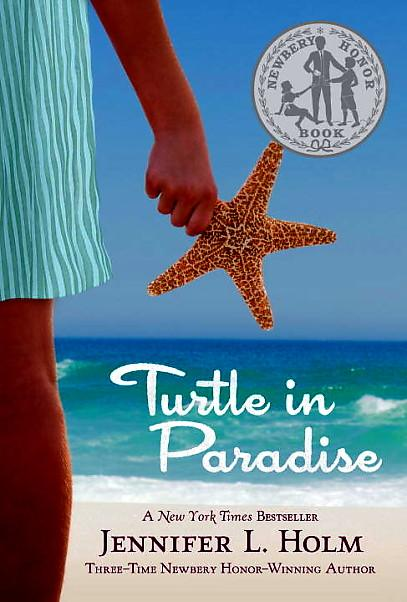 NEWBERY HONOR
BOOK
Turtle in
Paradise
A New York Times BESTSELLER
JENNIFER L. HOLM
THREE-TIME NEWBERY HONOR-WINNING AUTHOR